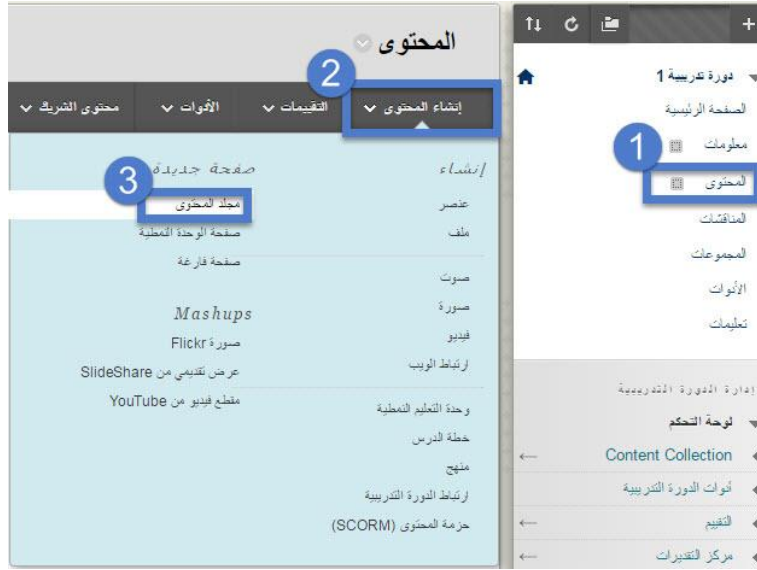 دورة تدريبية 1
الصفحة الرئيسية
معلومات
1
المحتوى
المناقشات
المجموعات
الأدوات
تعليمات
إدارة الدورة التدريبية
لوحة التحكم
Content Collection
أدوات الدورة التدريبية
التقييم
مركز التقديرات
المحتوى
2
إنشاء المحتوى
التقييمات
الأدوات
محتوى الشريك
إنشاء
عنصر
ملف
صوت
صورة
فيديو
ارتباط الويب
وحدة التعليم النمطية
خطة الدرس
منهج
ارتباط الدورة التدريبية
حزمة المحتوى (SCORM)
صفحة جديدة
3
مجلد المحتوى
صفحة الوحدة النمطية
صفحة فارغة
Mashups
صورة Flickr
عرض تقديمي من SlideShare
مقطع فيديو من YouTube